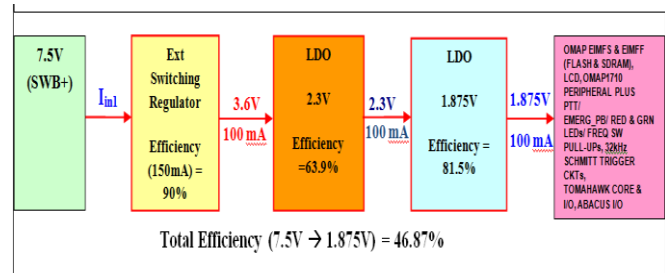 7.5V
(SWB+)
Iin1
Ext
Switching
Regulator
Efficiency
(150mA) =
90%
3.6V
100 mA
LDO
2.3V
Efficiency
=63.9%
2.3V
100 mA
LDO
1.875V
Efficiency =
81.5%
1.875V
100 mA
OMAP EIMFS & EIMFF
(FLASH & SDRAM),
LCD, OMAP1710
PERIPHERAL PLUS
PTT/
EMERG_PB/ RED & GRN
LEDs/ FREQ SW
PULL-UPs, 32kHz
SCHMITT TRIGGER
CKTs,
TOMAHAWK CORE &
I/O, ABACUS I/O
Total Efficiency (7.5V → 1.875V) = 46.87%